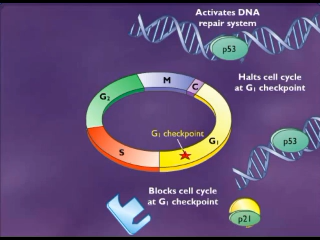 Activates DNA
repair system
p53
Halts cell cycle
at G₁ checkpoint
M
C
G₂
G₁ checkpoint
G₁
S
p53
Blocks cell cycle
at G₁ checkpoint
p21